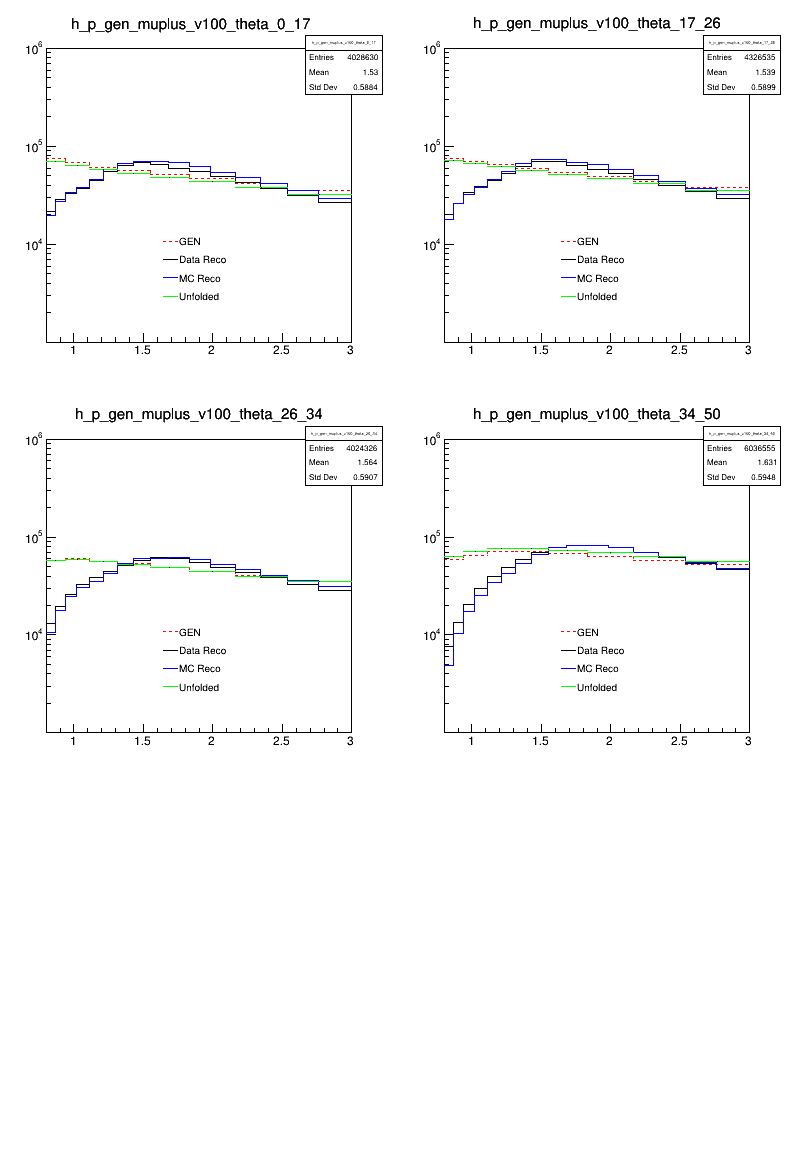 h_p_gen_muplus_v100_theta_0_17
h_p_gen_muplus_v100_theta_0_17
Entries 4028630
Mean 1.53
Std Dev 0.5884
10^6
10^5
10^4
GEN
Data Reco
MC Reco
Unfolded
1 1.5 2 2.5 3
h_p_gen_muplus_v100_theta_17_26
h_p_gen_muplus_v100_theta_17_26
Entries 4326535
Mean 1.539
Std Dev 0.5899
10^6
10^5
10^4
GEN
Data Reco
MC Reco
Unfolded
1 1.5 2 2.5 3
h_p_gen_muplus_v100_theta_26_34
h_p_gen_muplus_v100_theta_26_34
Entries 4024326
Mean 1.564
Std Dev 0.5907
10^6
10^5
10^4
GEN
Data Reco
MC Reco
Unfolded
1 1.5 2 2.5 3
h_p_gen_muplus_v100_theta_34_50
h_p_gen_muplus_v100_theta_34_50
Entries 6036555
Mean 1.631
Std Dev 0.5948
10^6
10^5
10^4
GEN
Data Reco
MC Reco
Unfolded
1 1.5 2 2.5 3